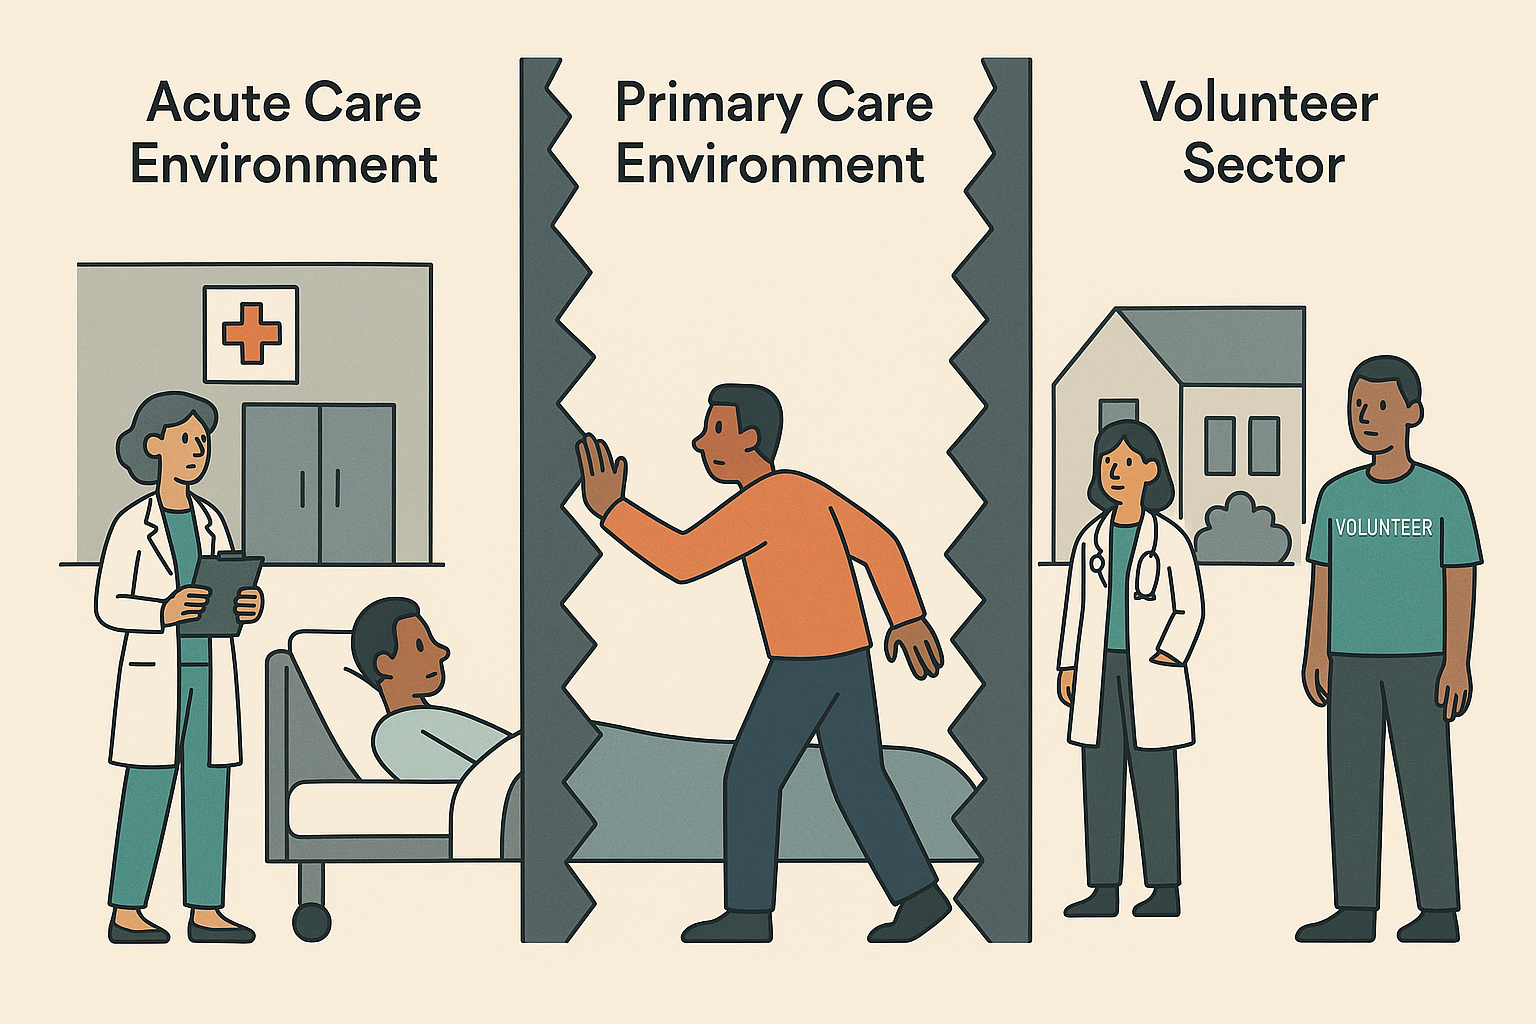 Acute Care
Environment
Primary Care
Environment
Volunteer
Sector
VOLUNTEER